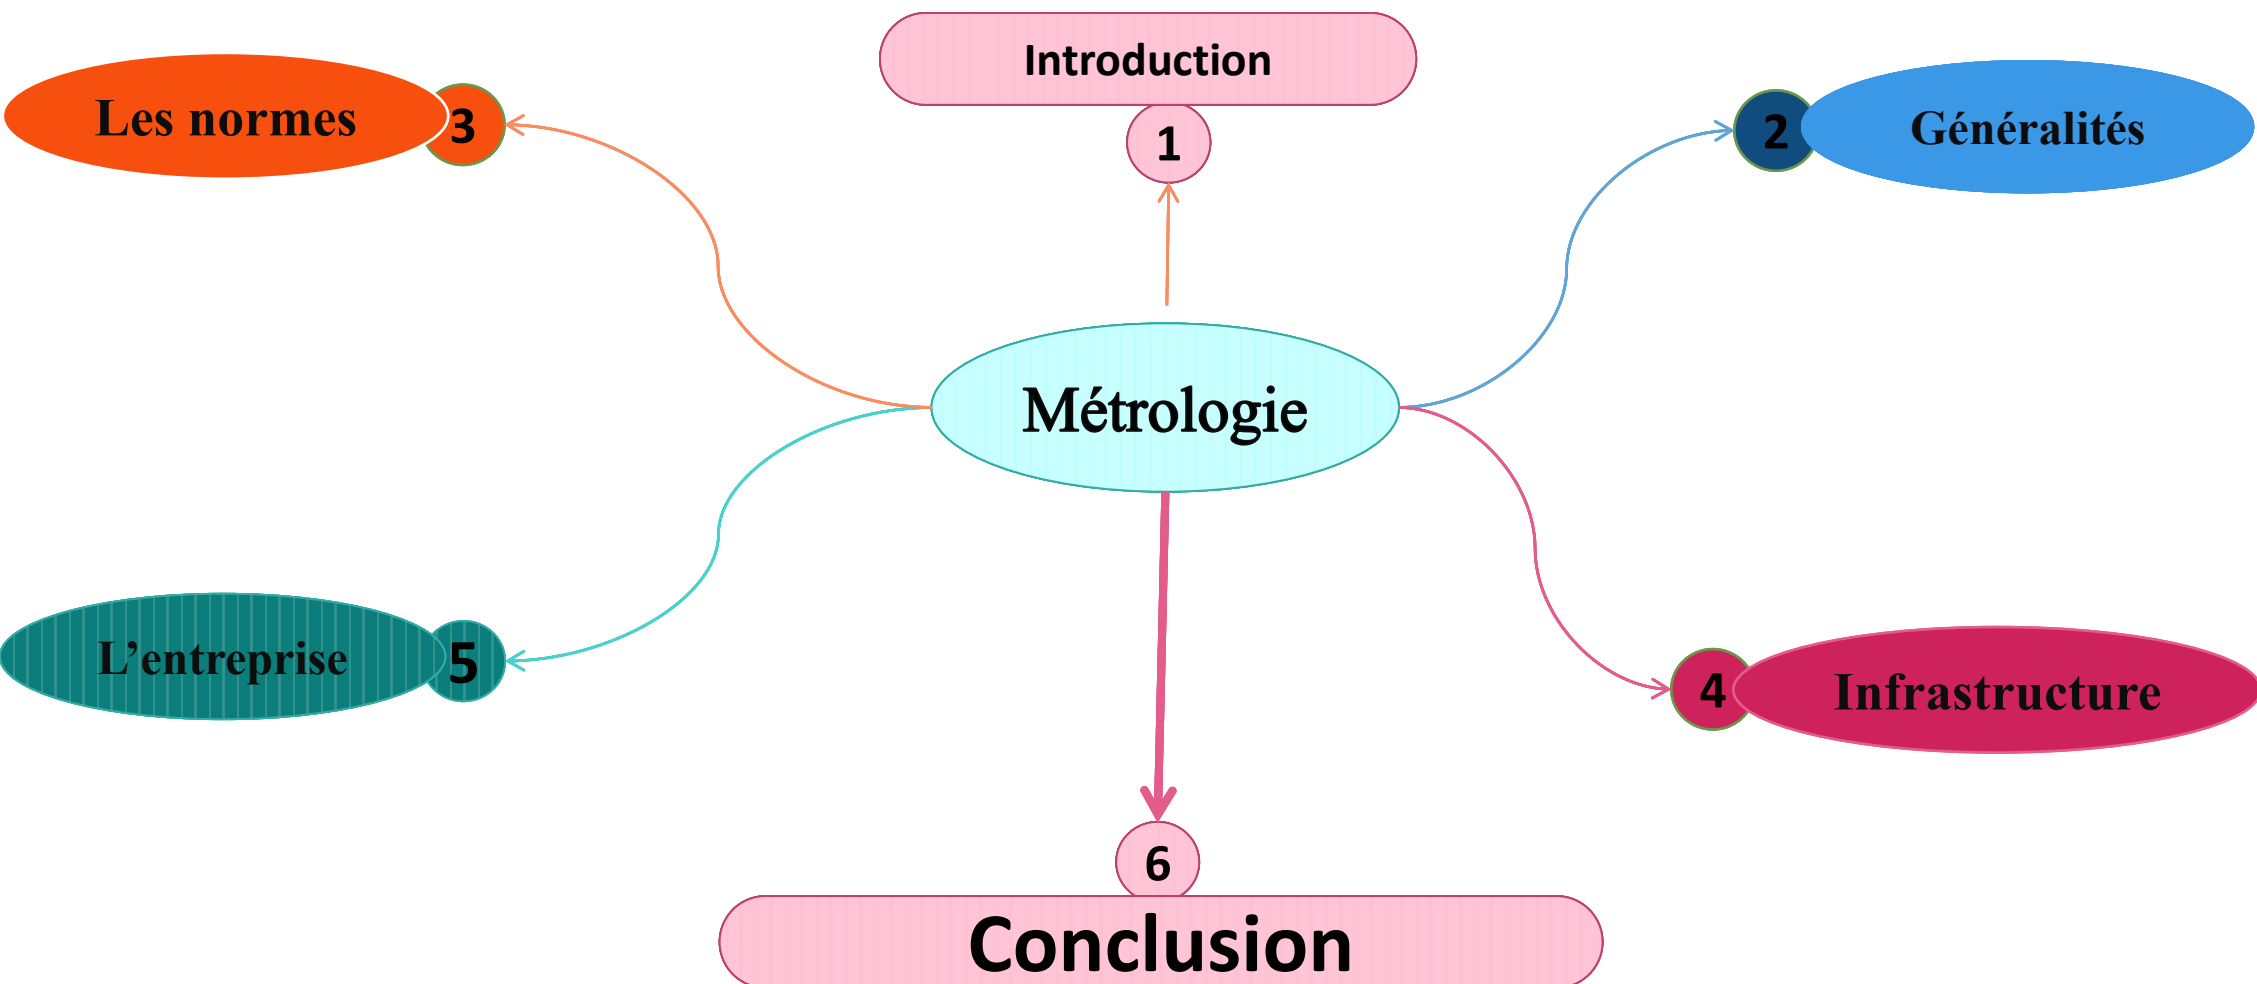 Introduction
1
Les normes
3
2
Généralités
Métrologie
L’entreprise
5
4
Infrastructure
6
Conclusion